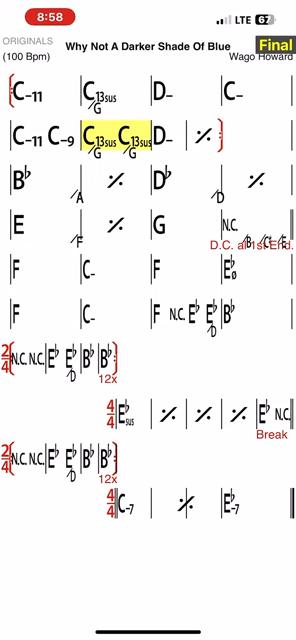 8:58 LTE 67
ORIGINALS Why Not A Darker Shade Of Blue Final
(100 Bpm) Wago Howard
C-11 C13sus/G D- C-
C-11 C-9 C13sus/G C13sus/G D- 𝄎
B♭ /A 𝄎 D♭ /D 𝄎
E /F 𝄎 G N.C. /B /C♯ /E
D.C. al 1st End.
F C- F E♭ø
F C- F N.C. E♭ E♭/D B♭
2/4 N.C. N.C. E♭ E♭/D B♭ B♭
12x
4/4 E♭sus 𝄎 𝄎 𝄎 E♭ N.C.
Break
2/4 N.C. N.C. E♭ E♭/D B♭ B♭
12x
4/4 C-7 𝄎 E♭-7